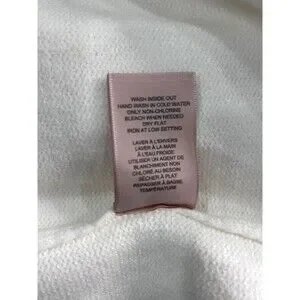 WASH INSIDE OUT
HAND WASH IN COLD WATER
ONLY NON-CHLORINE
BLEACH WHEN NEEDED
DRY FLAT
IRON AT LOW SETTING
LAVER À L'ENVERS
LAVER À LA MAIN
À L'EAU FROIDE
UTILISER UN AGENT DE
BLANCHIMENT NON
CHLORÉ AU BESOIN
SÉCHER À PLAT
REPASSER À BASSE
TEMPÉRATURE